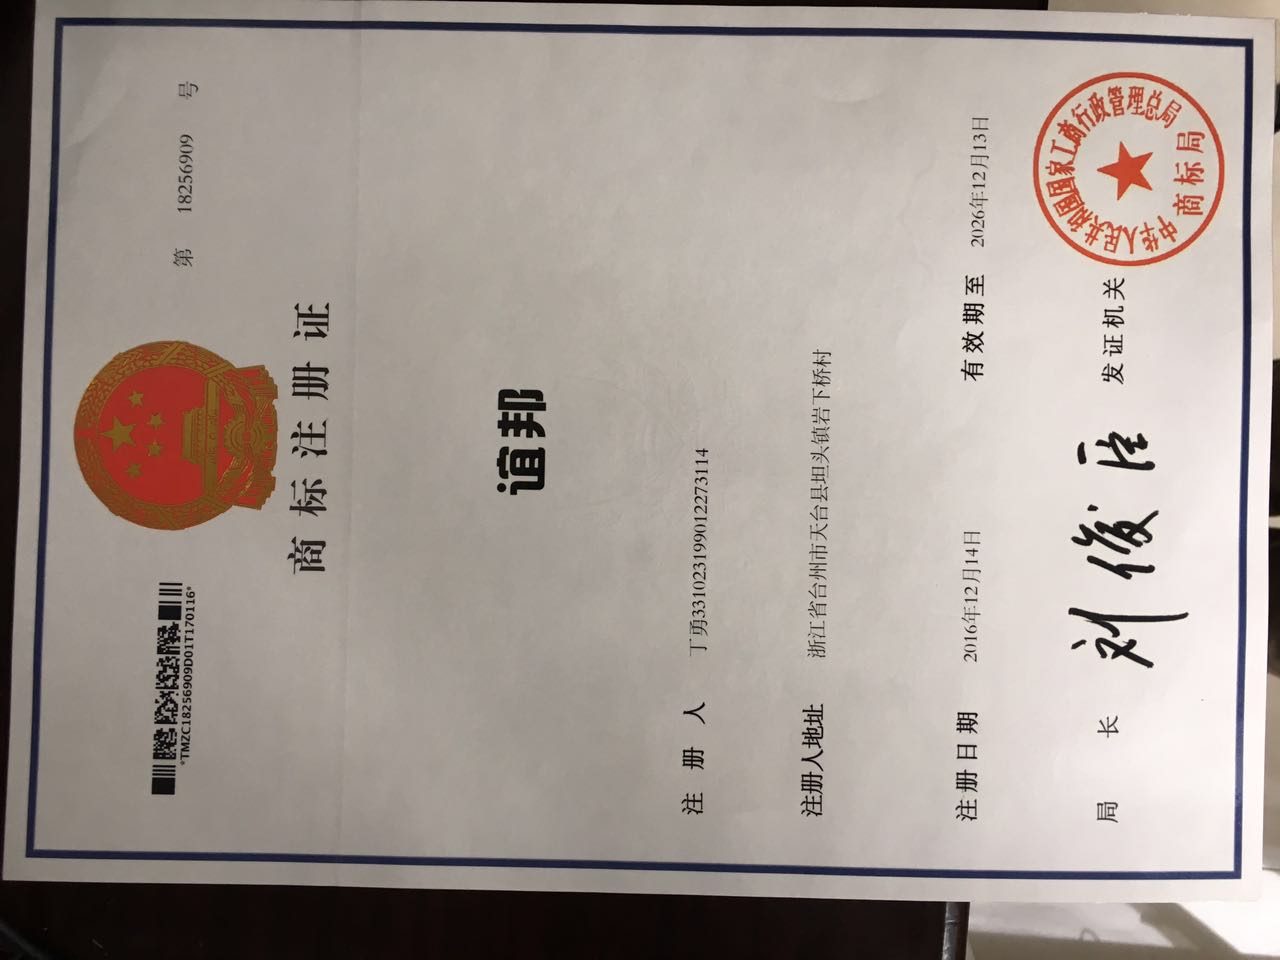 第 18256909 号
*TMZC18256909D01T170116*
商标注册证
谊邦
注册人 丁勇331023199012273114
注册人地址 浙江省台州市天台县坦头镇岩下桥村
注册日期 2016年12月14日 有效期至 2026年12月13日
局长 刘俊臣 发证机关
中华人民共和国国家工商行政管理总局
商标局